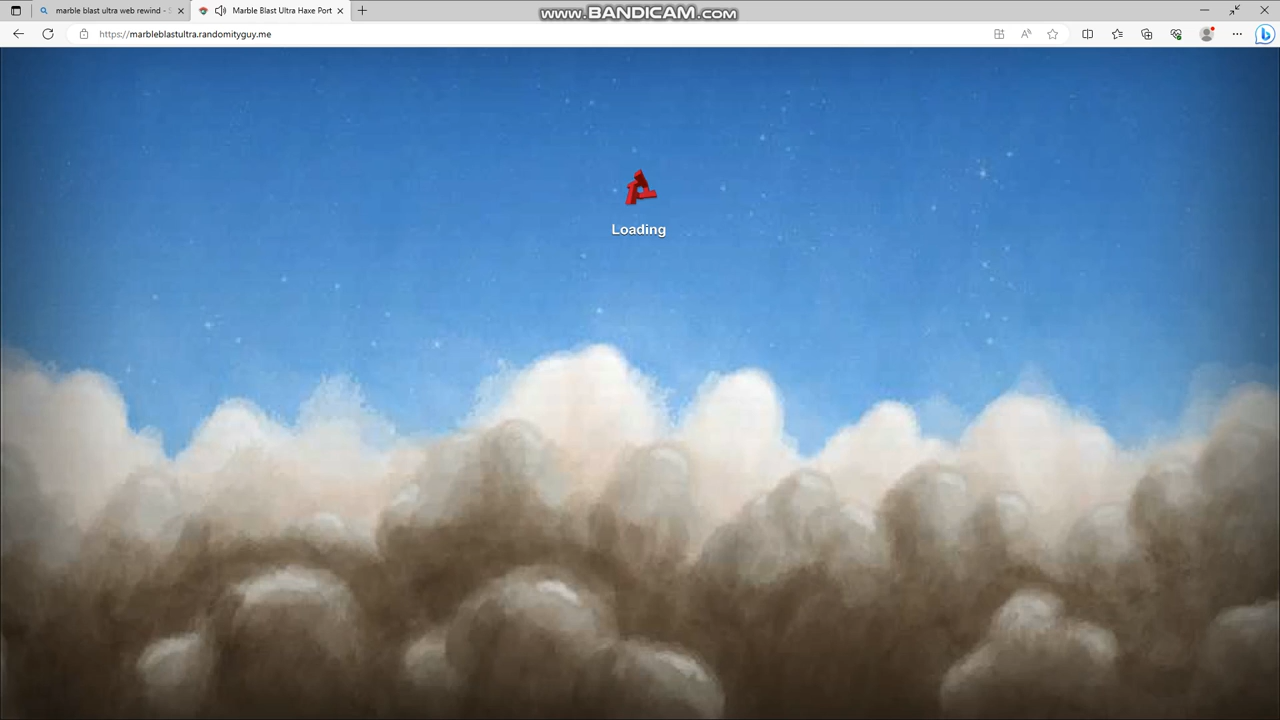 www.BANDICAM.com
marble blast ultra web rewind - S
Marble Blast Ultra Haxe Port
https://marbleblastultra.randomityguy.me
Loading